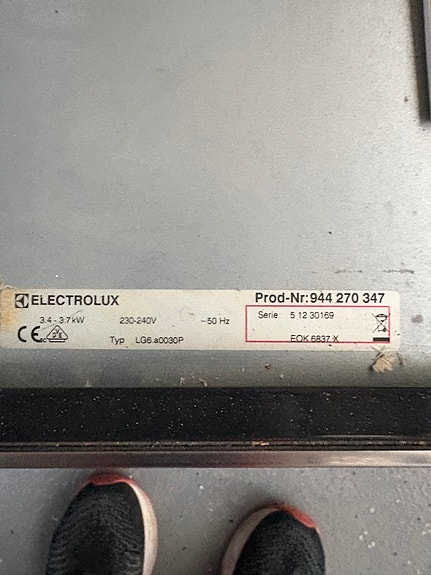 ELECTROLUX
Prod-Nr:944 270 347
3.4 - 3.7 kW 230-240V ~50 Hz
Serie: 5 12 30169
CE
Typ LG6.a0030P
EOK 6837 X